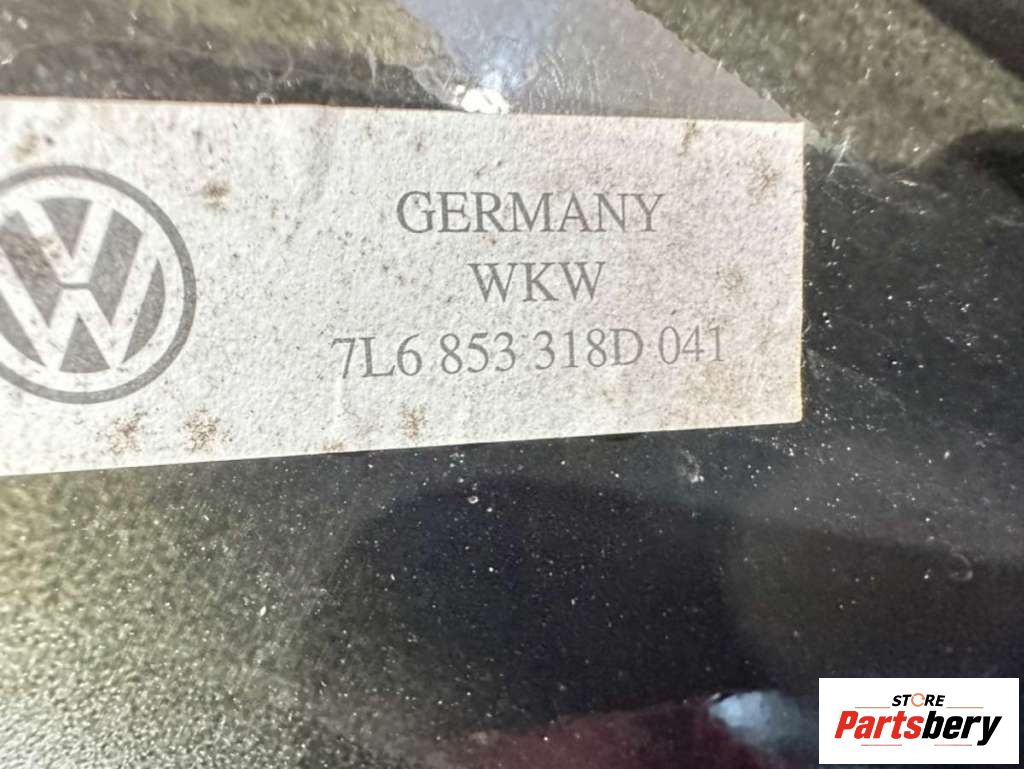 GERMANY
WKW
7L6 853 318D 041
STORE
Partsbery